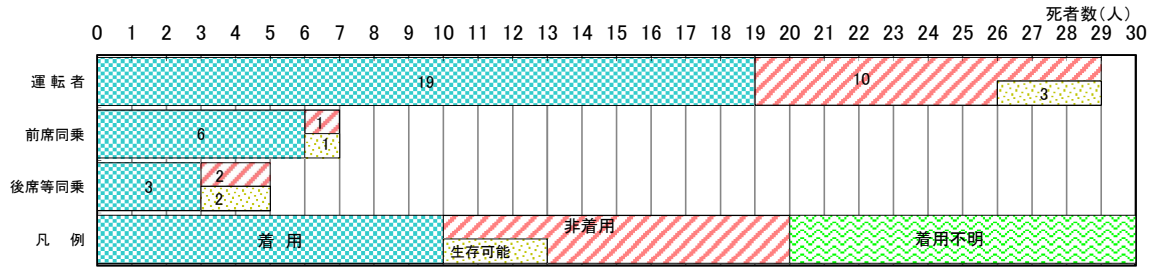 死者数(人)
0 1 2 3 4 5 6 7 8 9 10 11 12 13 14 15 16 17 18 19 20 21 22 23 24 25 26 27 28 29 30
運転者 19 10
3
前席同乗 6 1
1
後席等同乗 3 2
2
凡 例 着 用 非着用 着用不明
生存可能